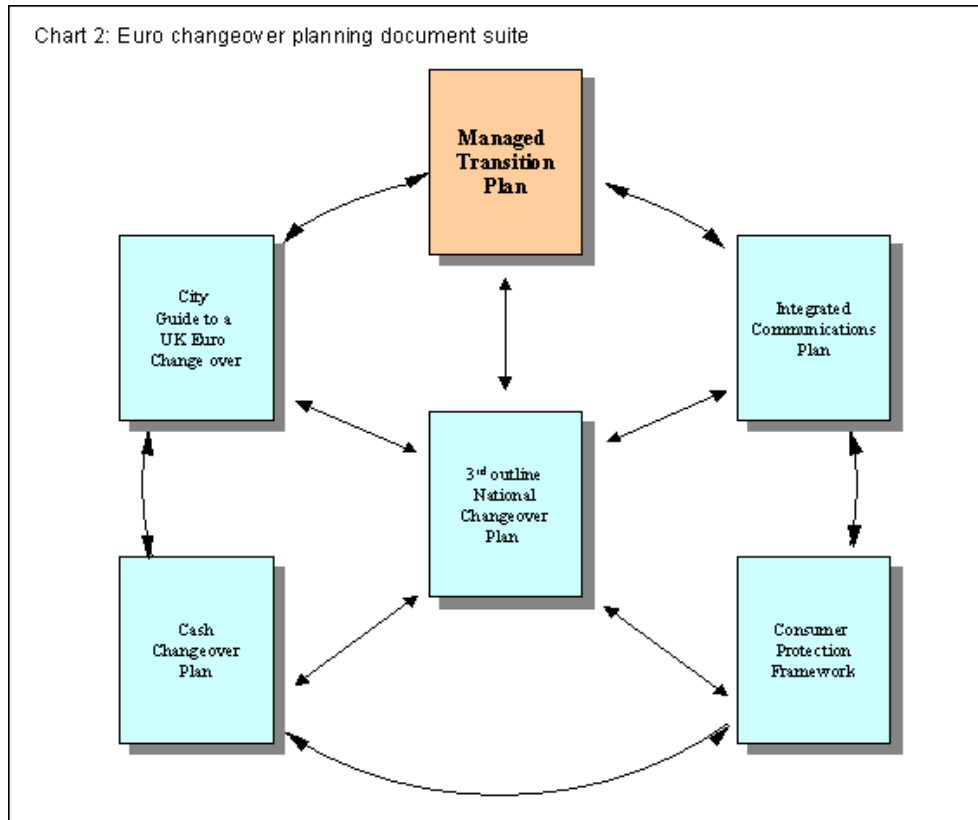 Chart 2: Euro changeover planning document suite
Managed
Transition
Plan
City
Guide to a
UK Euro
Change over
Integrated
Communications
Plan
3rd outline
National
Changeover
Plan
Cash
Changeover
Plan
Consumer
Protection
Framework